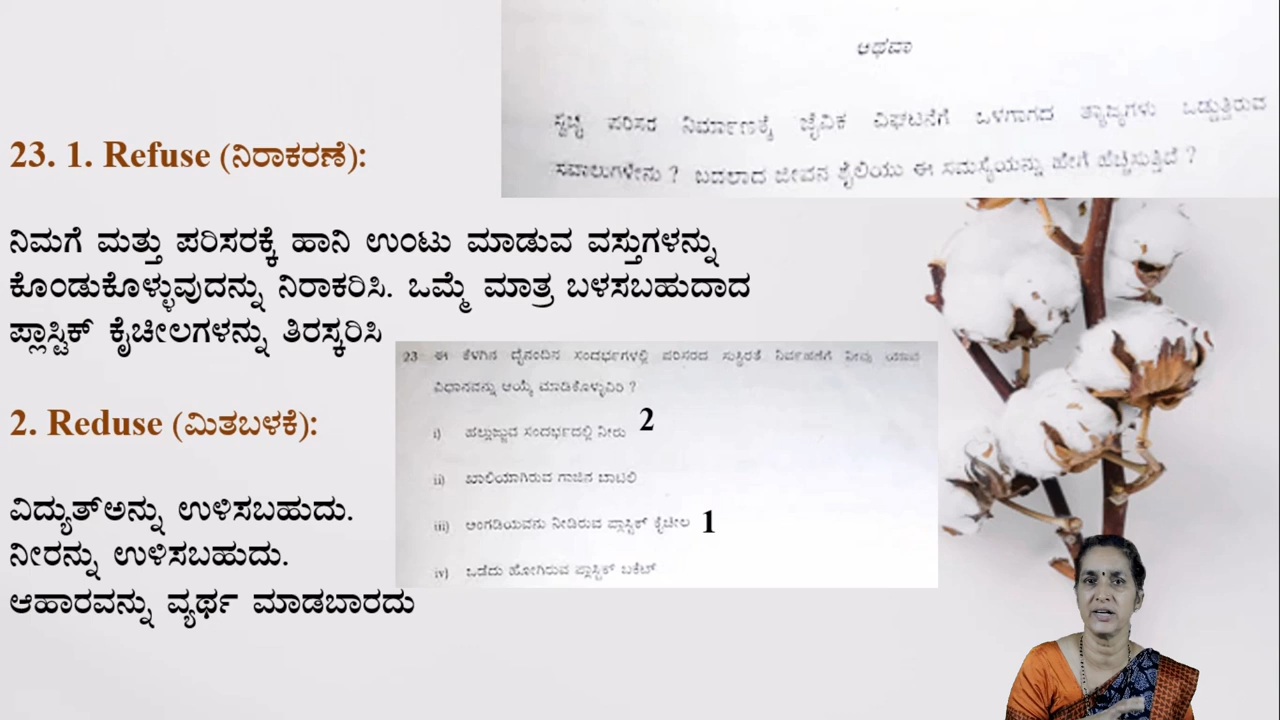 ಅಥವಾ
ಸ್ವಚ್ಛ ಪರಿಸರ ನಿರ್ಮಾಣಕ್ಕೆ ಜೈವಿಕ ವಿಘಟನೆಗೆ ಒಳಗಾಗದ ತ್ಯಾಜ್ಯಗಳು ಒಡ್ಡುತ್ತಿರುವ
ಸವಾಲುಗಳೇನು ? ಬದಲಾದ ಜೀವನ ಶೈಲಿಯು ಈ ಸಮಸ್ಯೆಯನ್ನು ಹೇಗೆ ಹೆಚ್ಚಿಸುತ್ತಿದೆ ?
23. 1. Refuse (ನಿರಾಕರಣೆ):
ನಿಮಗೆ ಮತ್ತು ಪರಿಸರಕ್ಕೆ ಹಾನಿ ಉಂಟು ಮಾಡುವ ವಸ್ತುಗಳನ್ನು
ಕೊಂಡುಕೊಳ್ಳುವುದನ್ನು ನಿರಾಕರಿಸಿ. ಒಮ್ಮೆ ಮಾತ್ರ ಬಳಸಬಹುದಾದ
ಪ್ಲಾಸ್ಟಿಕ್ ಕೈಚೀಲಗಳನ್ನು ತಿರಸ್ಕರಿಸಿ
2. Reduse (ಮಿತಬಳಕೆ):
ವಿದ್ಯುತ್‌ಅನ್ನು ಉಳಿಸಬಹುದು.
ನೀರನ್ನು ಉಳಿಸಬಹುದು.
ಆಹಾರವನ್ನು ವ್ಯರ್ಥ ಮಾಡಬಾರದು
23 ಈ ಕೆಳಗಿನ ದೈನಂದಿನ ಸಂದರ್ಭಗಳಲ್ಲಿ ಪರಿಸರದ ಸುಸ್ಥಿರತೆ ನಿರ್ವಹಣೆಗೆ ನೀವು ಯಾವ
ವಿಧಾನವನ್ನು ಆಯ್ಕೆ ಮಾಡಿಕೊಳ್ಳುವಿರಿ ?
i) ಹಲ್ಲುಜ್ಜುವ ಸಂದರ್ಭದಲ್ಲಿ ನೀರು 2
ii) ಖಾಲಿಯಾಗಿರುವ ಗಾಜಿನ ಬಾಟಲಿ
iii) ಅಂಗಡಿಯವನು ನೀಡಿರುವ ಪ್ಲಾಸ್ಟಿಕ್ ಕೈಚೀಲ 1
iv) ಒಡೆದು ಹೋಗಿರುವ ಪ್ಲಾಸ್ಟಿಕ್ ಬಕೆಟ್